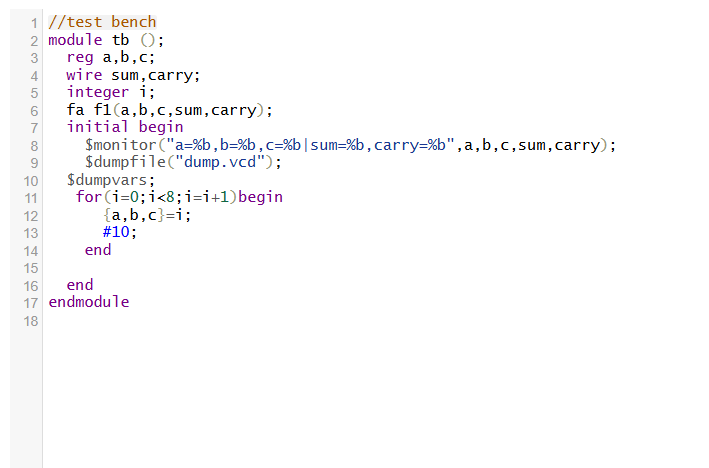 1 //test bench
2 module tb ();
3   reg a,b,c;
4   wire sum,carry;
5   integer i;
6   fa f1(a,b,c,sum,carry);
7   initial begin
8     $monitor("a=%b,b=%b,c=%b|sum=%b,carry=%b",a,b,c,sum,carry);
9     $dumpfile("dump.vcd");
10   $dumpvars;
11    for(i=0;i<8;i=i+1)begin
12       {a,b,c}=i;
13       #10;
14     end
15
16   end
17 endmodule
18